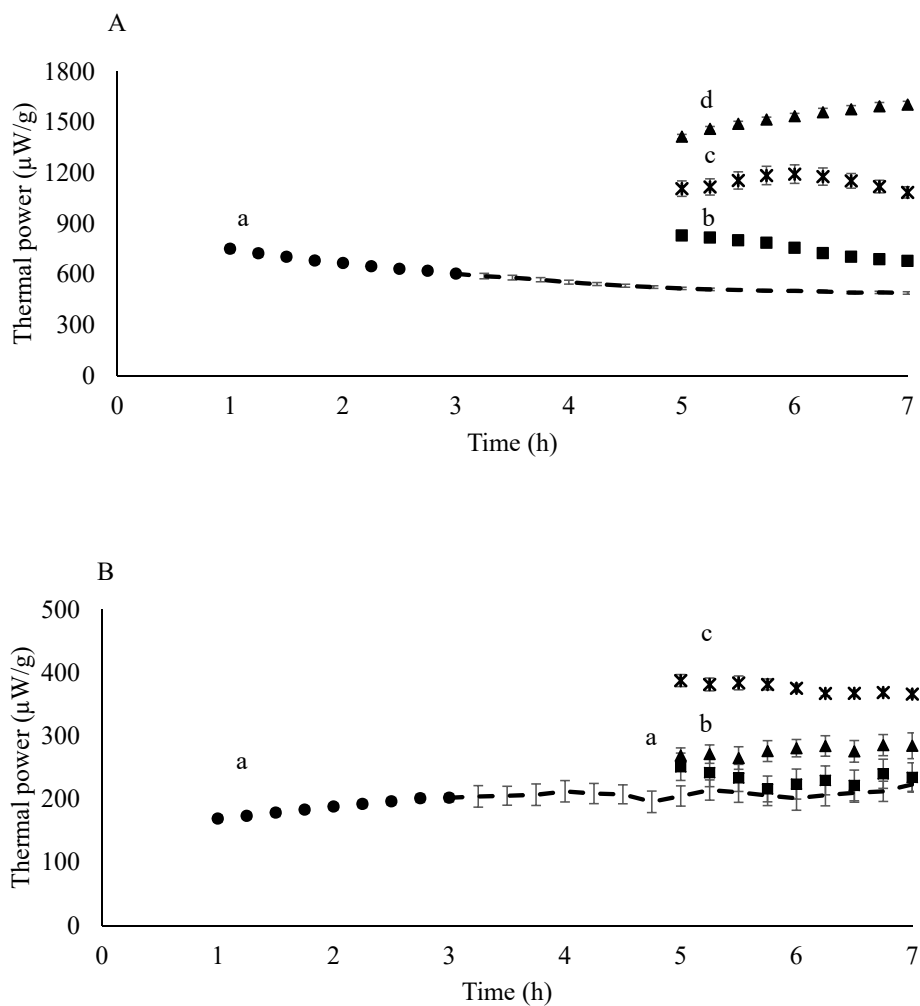 A
Thermal power (µW/g)
1800
1500
1200
900
600
300
0
a
d
c
b
0 1 2 3 4 5 6 7
Time (h)
B
Thermal power (µW/g)
500
400
300
200
100
0
a
c
a b
0 1 2 3 4 5 6 7
Time (h)